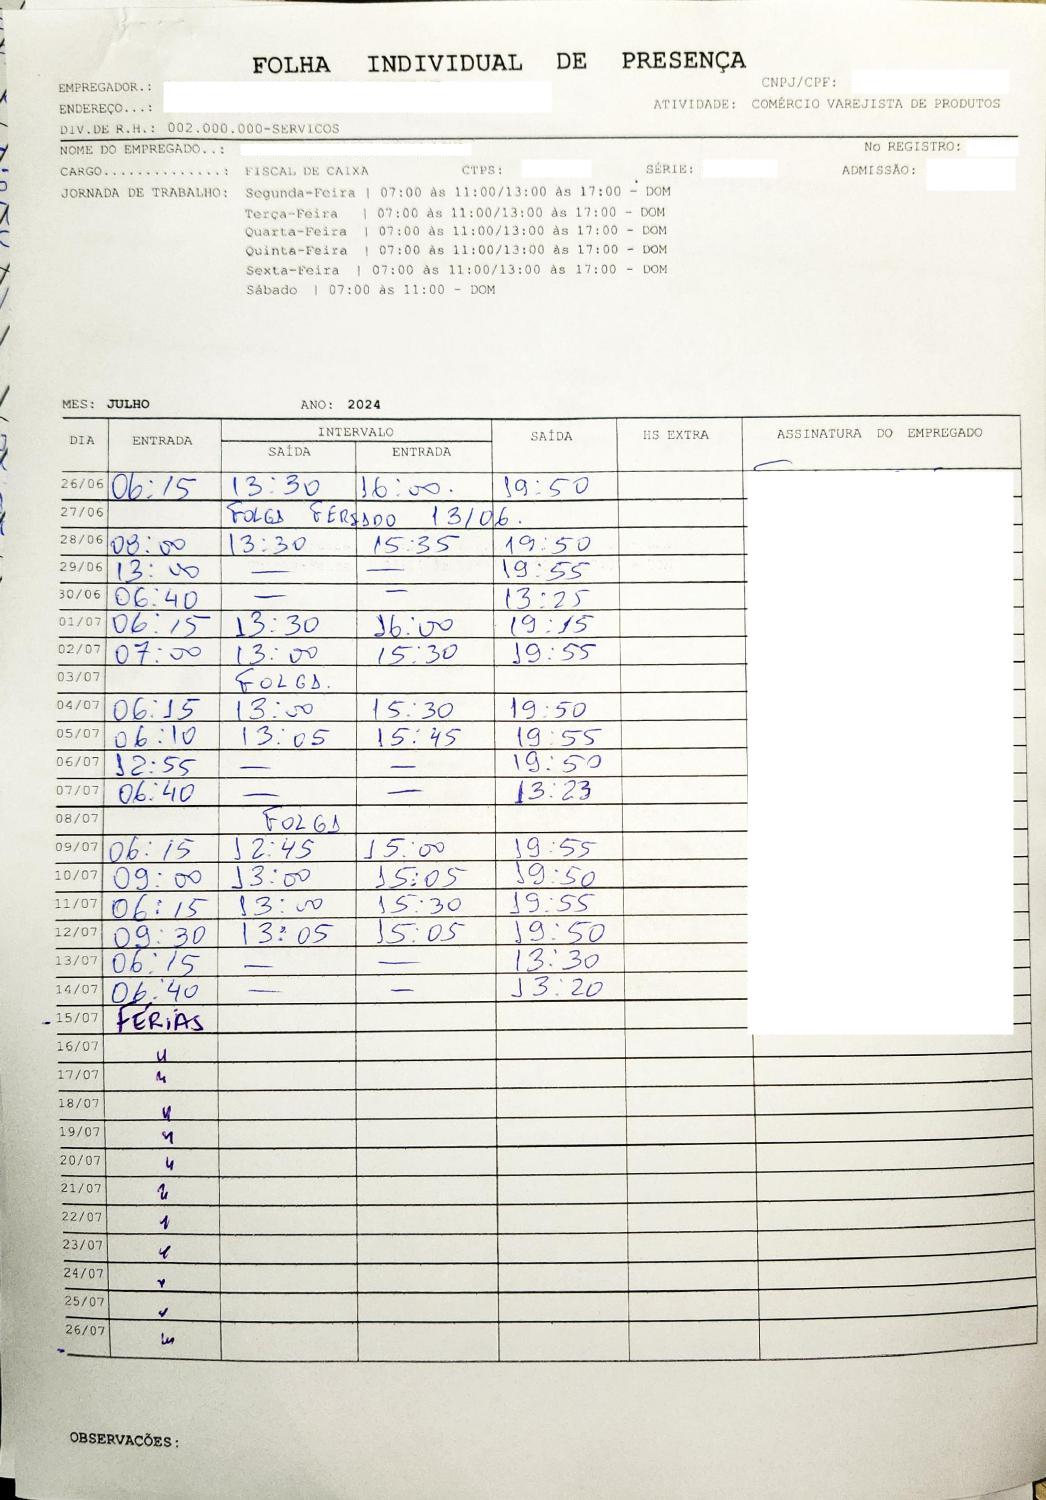 FOLHA INDIVIDUAL DE PRESENÇA
EMPREGADOR.:
CNPJ/CPF:
ENDEREÇO...:
ATIVIDADE: COMÉRCIO VAREJISTA DE PRODUTOS
DIV.DE R.H.: 002.000.000-SERVICOS
NOME DO EMPREGADO..:
No REGISTRO:
CARGO..............: FISCAL DE CAIXA CTPS: SÉRIE: ADMISSÃO:
JORNADA DE TRABALHO: Segunda-Feira | 07:00 às 11:00/13:00 às 17:00 - DOM
Terça-Feira | 07:00 às 11:00/13:00 às 17:00 - DOM
Quarta-Feira | 07:00 às 11:00/13:00 às 17:00 - DOM
Quinta-Feira | 07:00 às 11:00/13:00 às 17:00 - DOM
Sexta-Feira | 07:00 às 11:00/13:00 às 17:00 - DOM
Sábado | 07:00 às 11:00 - DOM
MES: JULHO ANO: 2024
DIA ENTRADA INTERVALO SAÍDA HS EXTRA ASSINATURA DO EMPREGADO
SAÍDA ENTRADA
26/06 06:15 13:30 16:00. 19:50
27/06 FOLGA FERIADO 13/06.
28/06 08:00 13:30 15:35 19:50
29/06 13:00 — — 19:55
30/06 06:40 — — 13:25
01/07 06:15 13:30 16:00 19:15
02/07 07:00 13:00 15:30 19:55
03/07 FOLGA.
04/07 06:15 13:00 15:30 19:50
05/07 06:10 13:05 15:45 19:55
06/07 12:55 — — 19:50
07/07 06:40 — — 13:23
08/07 FOLGA
09/07 06:15 12:45 15:00 19:55
10/07 09:00 13:00 15:05 19:50
11/07 06:15 13:00 15:30 19:55
12/07 09:30 13:05 15:05 19:50
13/07 06:15 — — 13:30
14/07 06:40 — — 13:20
15/07 FÉRIAS
16/07 "
17/07 "
18/07 "
19/07 "
20/07 "
21/07 "
22/07 "
23/07 "
24/07 "
25/07 "
26/07 "
OBSERVAÇÕES: